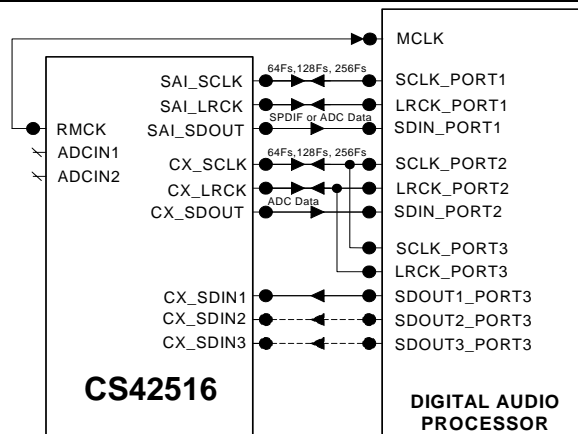 MCLK
64Fs,128Fs, 256Fs
SAI_SCLK
SCLK_PORT1
SAI_LRCK
LRCK_PORT1
SPDIF or ADC Data
RMCK
SAI_SDOUT
SDIN_PORT1
ADCIN1
64Fs,128Fs, 256Fs
CX_SCLK
SCLK_PORT2
ADCIN2
CX_LRCK
LRCK_PORT2
ADC Data
CX_SDOUT
SDIN_PORT2
SCLK_PORT3
LRCK_PORT3
CX_SDIN1
SDOUT1_PORT3
CX_SDIN2
SDOUT2_PORT3
CX_SDIN3
SDOUT3_PORT3
CS42516
DIGITAL AUDIO
PROCESSOR